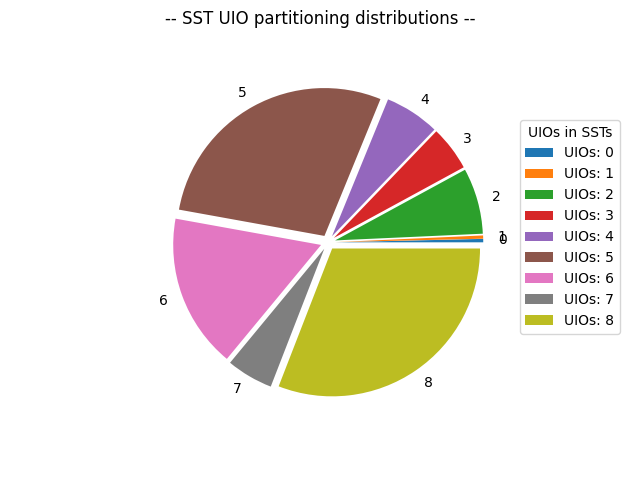 -- SST UIO partitioning distributions --
5
4
3
2
1
0
6
7
8
UIOs in SSTs
UIOs: 0
UIOs: 1
UIOs: 2
UIOs: 3
UIOs: 4
UIOs: 5
UIOs: 6
UIOs: 7
UIOs: 8